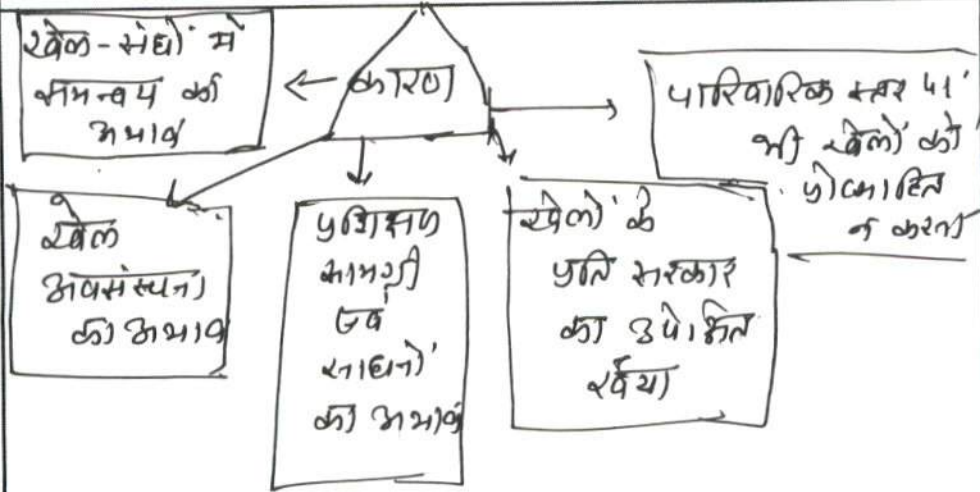 खेल-संघों में
समन्वय की
अभाव
कारण
पारिवारिक स्तर पर
भी खेलों को
प्रोत्साहित
न करना
खेल
अवसंरचना
का अभाव
प्रशिक्षण
सामग्री
एवं
साधनों
का अभाव
खेलों के
प्रति सरकार
का उपेक्षित
रवैया